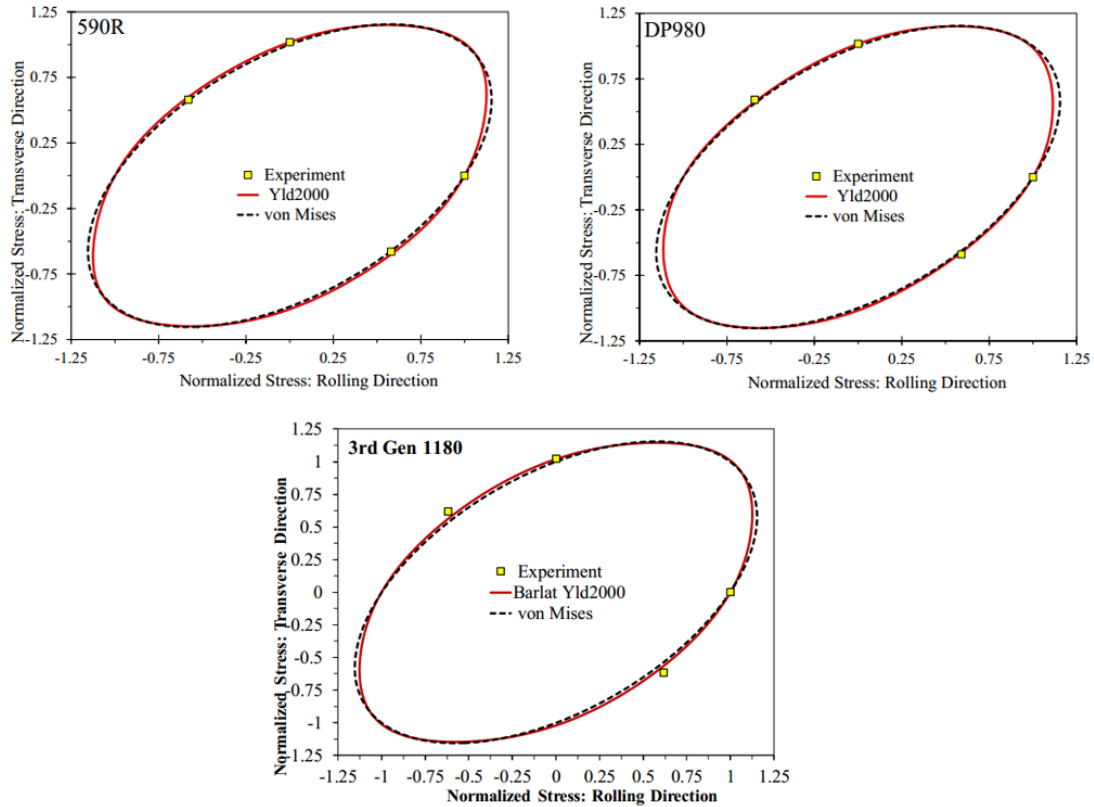 590R
Normalized Stress: Transverse Direction
1.25
0.75
0.25
-0.25
-0.75
-1.25
Experiment
Yld2000
von Mises
-1.25
-0.75
-0.25
0.25
0.75
1.25
Normalized Stress: Rolling Direction
DP980
Normalized Stress: Transverse Direction
1.25
0.75
0.25
-0.25
-0.75
-1.25
Experiment
Yld2000
von Mises
-1.25
-0.75
-0.25
0.25
0.75
1.25
Normalized Stress: Rolling Direction
3rd Gen 1180
Normalized Stress: Transverse Direction
1.25
1
0.75
0.5
0.25
0
-0.25
-0.5
-0.75
-1
-1.25
Experiment
Barlat Yld2000
von Mises
-1.25
-1
-0.75
-0.5
-0.25
0
0.25
0.5
0.75
1
1.25
Normalized Stress: Rolling Direction